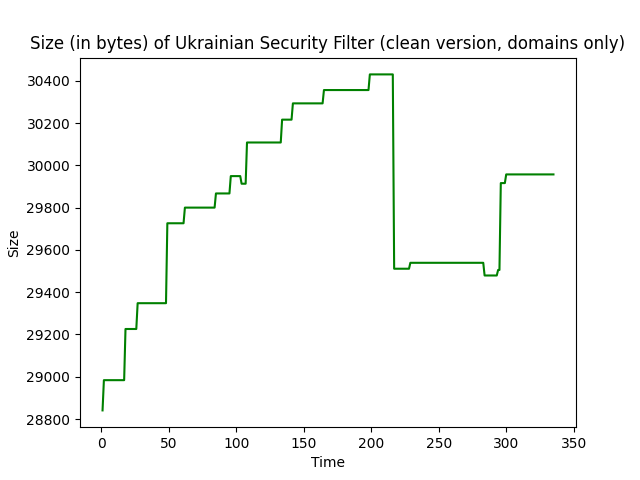 Size (in bytes) of Ukrainian Security Filter (clean version, domains only)
30400
30200
30000
29800
29600
29400
29200
29000
28800
Size
0 50 100 150 200 250 300 350
Time